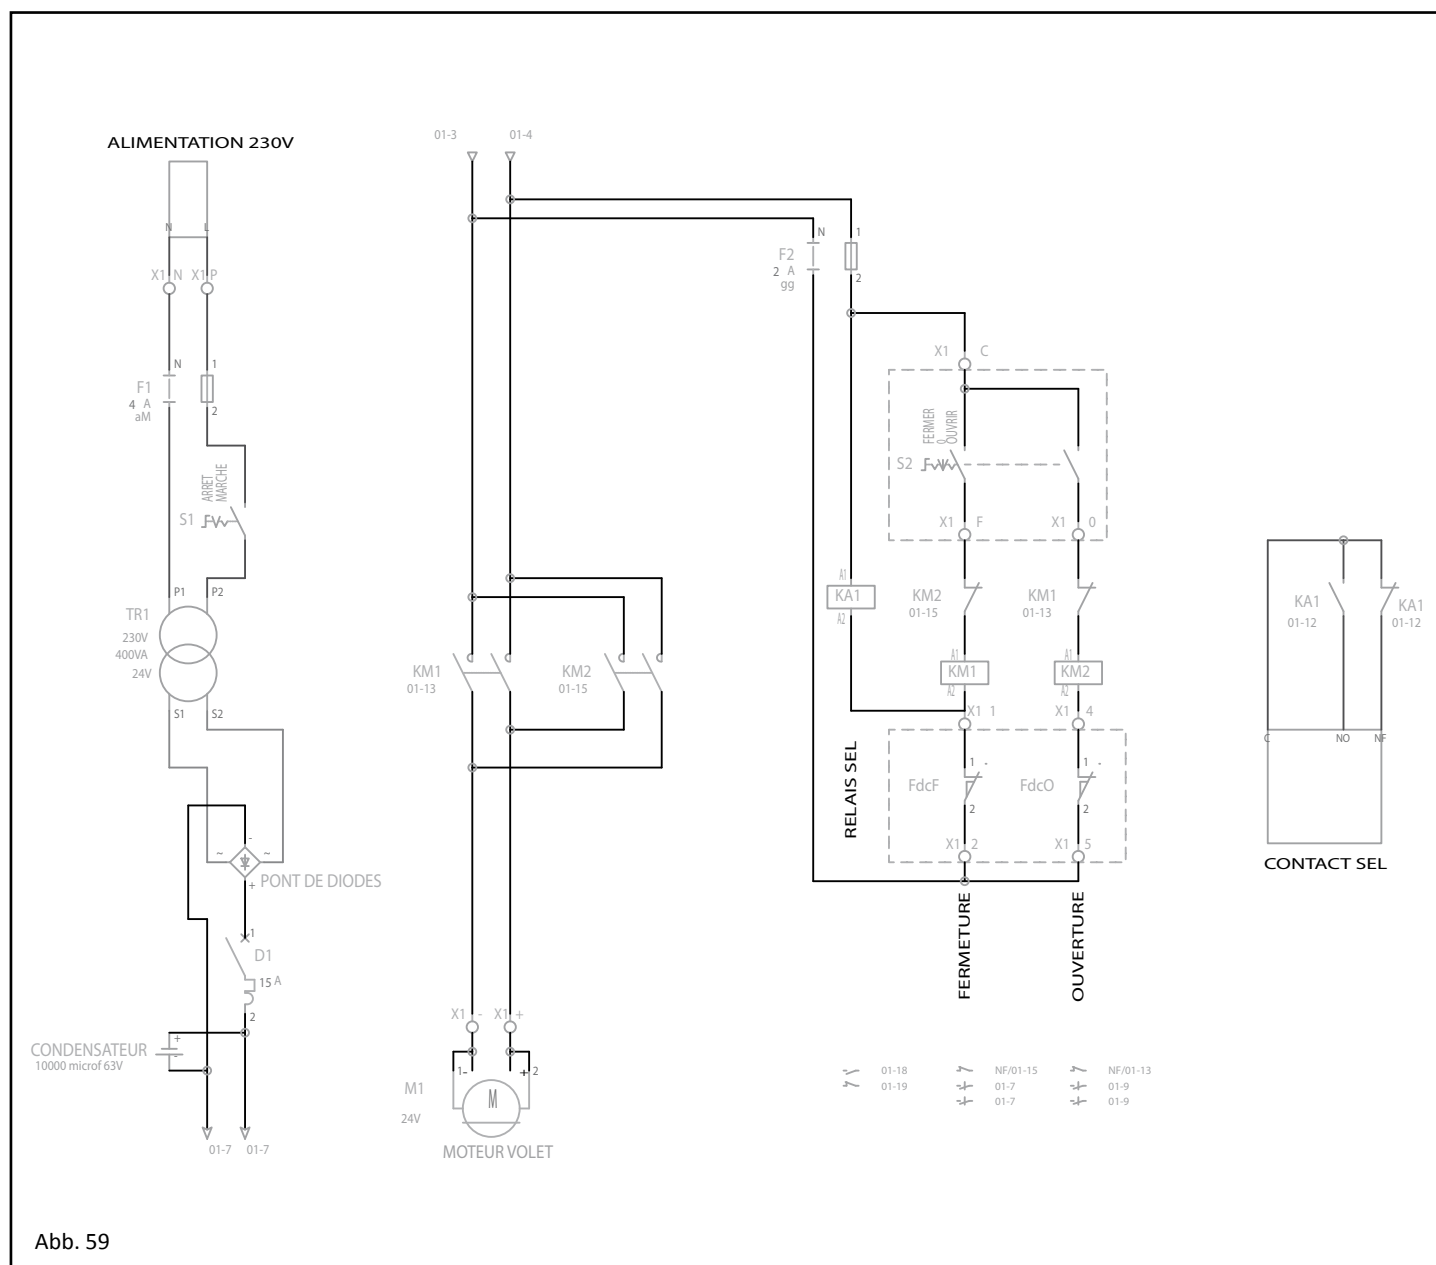 ALIMENTATION 230V
N L
X1 N X1 P
N 1
F1
4 A
aM
2
ARRET
MARCHE
S1
P1 P2
TR1
230V
400VA
24V
S1 S2
-
~ ~
+ PONT DE DIODES
1
D1
15 A
2
CONDENSATEUR
10000 microf 63V
+
-
01-7 01-7
01-3 01-4
KM1
01-13
KM2
01-15
X1 - X1 +
1- + 2
M1
M
24V
MOTEUR VOLET
N 1
F2
2 A
gg
2
X1 C
FERMER
0
OUVRIR
S2
X1 F X1 0
A1
KA1
A2
KM2
01-15
KM1
01-13
A1 A1
KM1 KM2
A2 A2
X1 1 X1 4
RELAIS SEL
FdcF 1 -
2
FdcO 1 -
2
X1 2 X1 5
FERMETURE
OUVERTURE
KA1
01-12
KA1
01-12
C NO NF
CONTACT SEL
01-18 NF/01-15 NF/01-13
01-19 01-7 01-9
01-7 01-9
Abb. 59